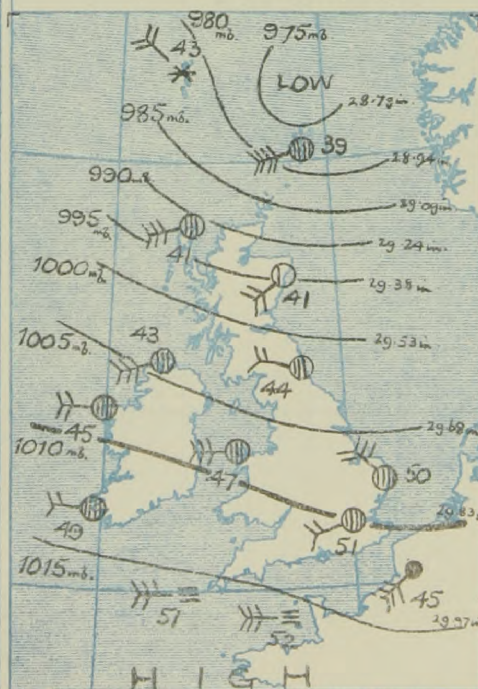 980 mb.
975 mb
43
LOW
28.79 in.
985 mb.
39
28.94 in
990 mb
29.09 in
995 mb.
41
29.24 in.
1000 mb.
41
29.38 in
1005 mb.
43
29.53 in
44
45
29.68 in
1010 mb.
47
50
49
51
29.83
1015 mb.
51
52
45
29.97 in
HIGH